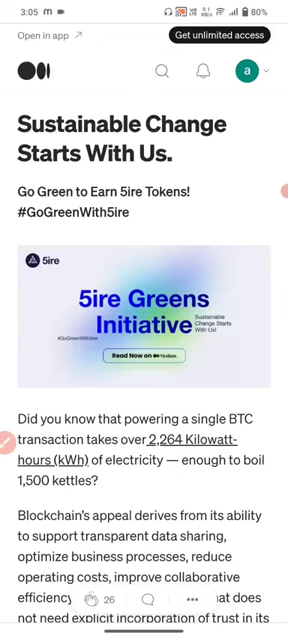 3:05 m 80%
Open in app Get unlimited access
a
Sustainable Change
Starts With Us.
Go Green to Earn 5ire Tokens!
#GoGreenWith5ire
5ire
5ire Greens
Initiative
Sustainable
Change Starts
With Us!
#GoGreenWith5ire
Read Now on Medium
Did you know that powering a single BTC
transaction takes over 2,264 Kilowatt-
hours (kWh) of electricity — enough to boil
1,500 kettles?
Blockchain’s appeal derives from its ability
to support transparent data sharing,
optimize business processes, reduce
operating costs, improve collaborative
efficiency
26
does
not need explicit incorporation of trust in its